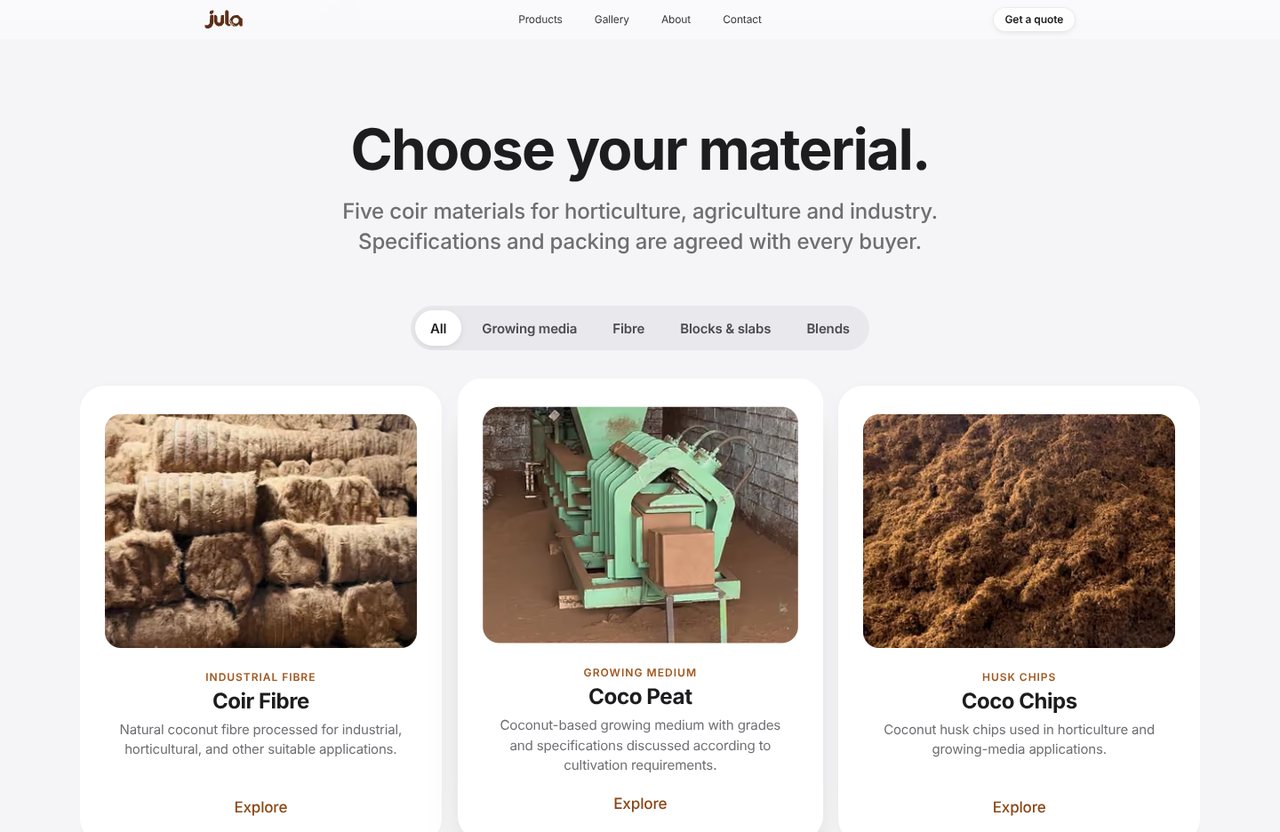 jula
Products
Gallery
About
Contact
Get a quote
Choose your material.
Five coir materials for horticulture, agriculture and industry.
Specifications and packing are agreed with every buyer.
All
Growing media
Fibre
Blocks & slabs
Blends
INDUSTRIAL FIBRE
Coir Fibre
Natural coconut fibre processed for industrial,
horticultural, and other suitable applications.
Explore
GROWING MEDIUM
Coco Peat
Coconut-based growing medium with grades
and specifications discussed according to
cultivation requirements.
Explore
HUSK CHIPS
Coco Chips
Coconut husk chips used in horticulture and
growing-media applications.
Explore